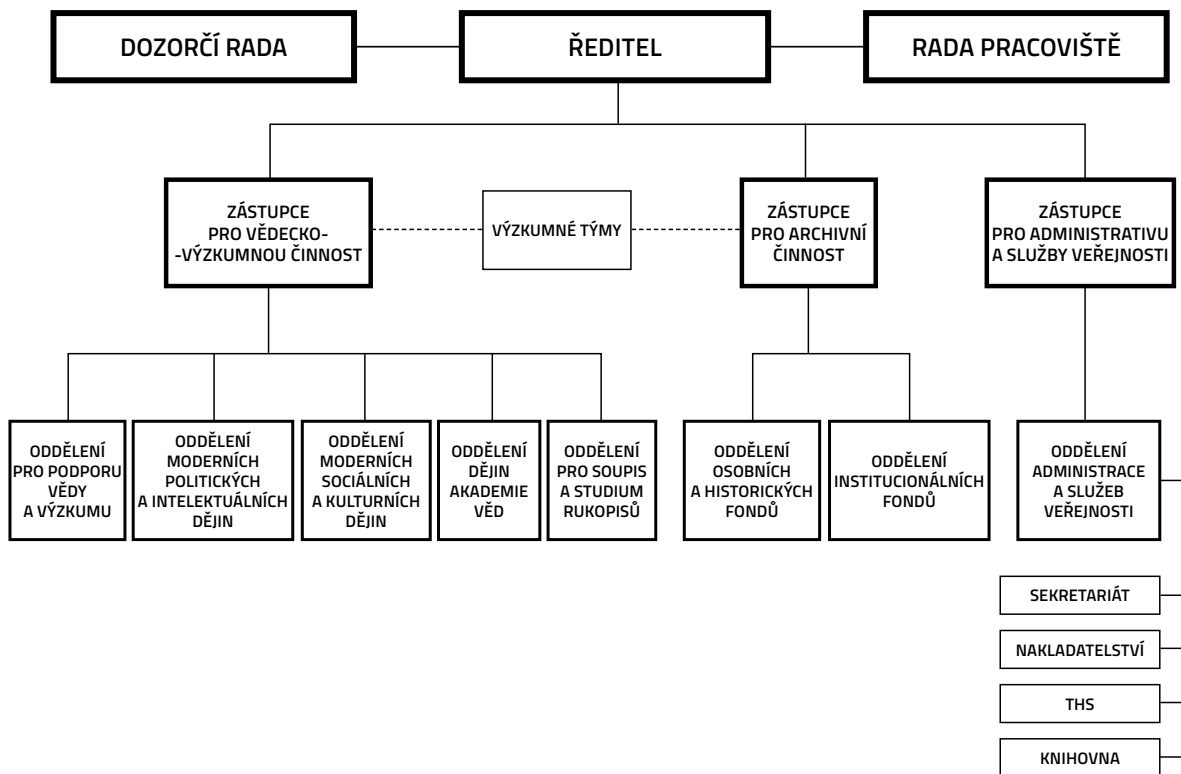 DOZORČÍ RADA
ŘEDITEL
RADA PRACOVIŠTĚ
ZÁSTUPCE
PRO VĚDECKO-
-VÝZKUMNOU ČINNOST
VÝZKUMNÉ TÝMY
ZÁSTUPCE
PRO ARCHIVNÍ
ČINNOST
ZÁSTUPCE
PRO ADMINISTRATIVU
A SLUŽBY VEŘEJNOSTI
ODDĚLENÍ
PRO PODPORU
VĚDY
A VÝZKUMU
ODDĚLENÍ
MODERNÍCH
POLITICKÝCH
A INTELEKTUÁLNÍCH
DĚJIN
ODDĚLENÍ
MODERNÍCH
SOCIÁLNÍCH
A KULTURNÍCH
DĚJIN
ODDĚLENÍ
DĚJIN
AKADEMIE
VĚD
ODDĚLENÍ
PRO SOUPIS
A STUDIUM
RUKOPISŮ
ODDĚLENÍ
OSOBNÍCH
A HISTORICKÝCH
FONDŮ
ODDĚLENÍ
INSTITUCIONÁLNÍCH
FONDŮ
ODDĚLENÍ
ADMINISTRACE
A SLUŽEB
VEŘEJNOSTI
SEKRETARIÁT
NAKLADATELSTVÍ
THS
KNIHOVNA